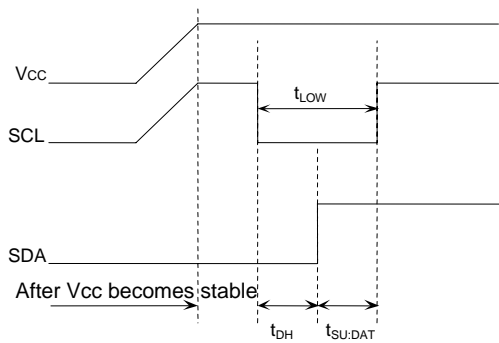 Vcc
tLOW
SCL
SDA
After Vcc becomes stable
tDH tSU:DAT